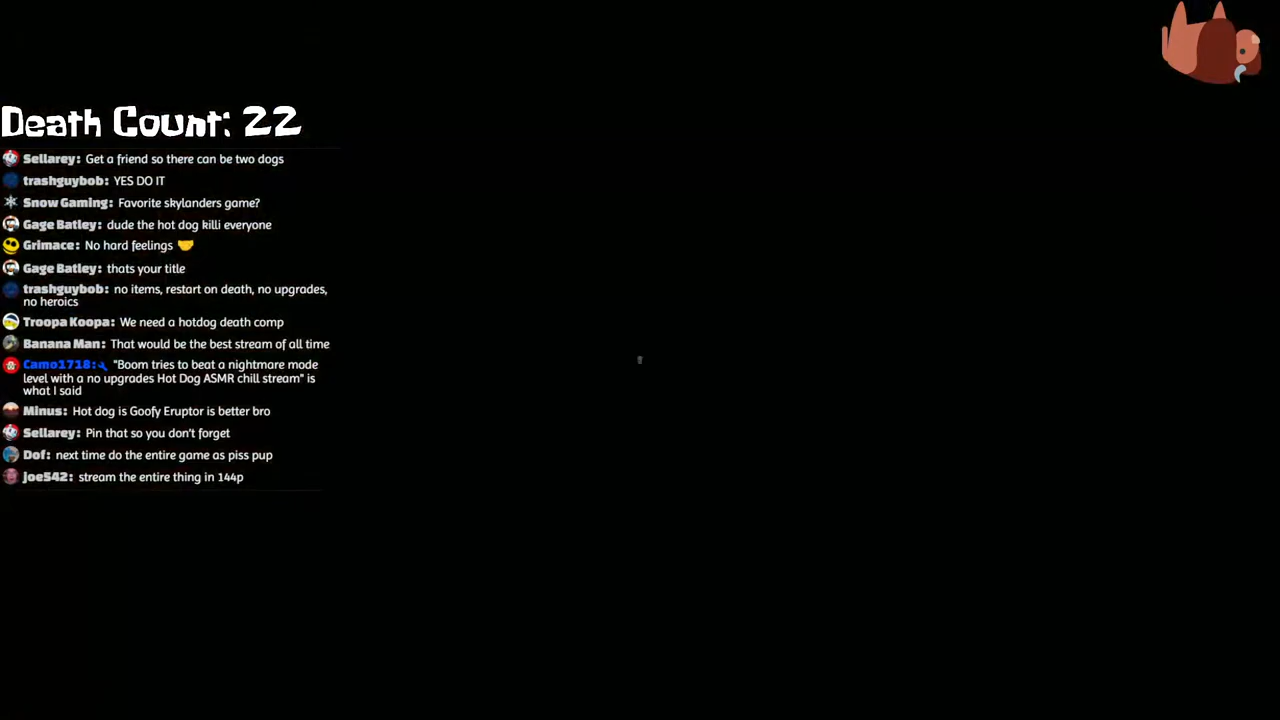 Death Count: 22
Sellarey: Get a friend so there can be two dogs
trashguybob: YES DO IT
Snow Gaming: Favorite skylanders game?
Gage Batley: dude the hot dog killi everyone
Grimace: No hard feelings 🤝
Gage Batley: thats your title
trashguybob: no items, restart on death, no upgrades,
no heroics
Troopa Koopa: We need a hotdog death comp
Banana Man: That would be the best stream of all time
Camo1718: "Boom tries to beat a nightmare mode
level with a no upgrades Hot Dog ASMR chill stream" is
what I said
Minus: Hot dog is Goofy Eruptor is better bro
Sellarey: Pin that so you don't forget
Dof: next time do the entire game as piss pup
joe542: stream the entire thing in 144p